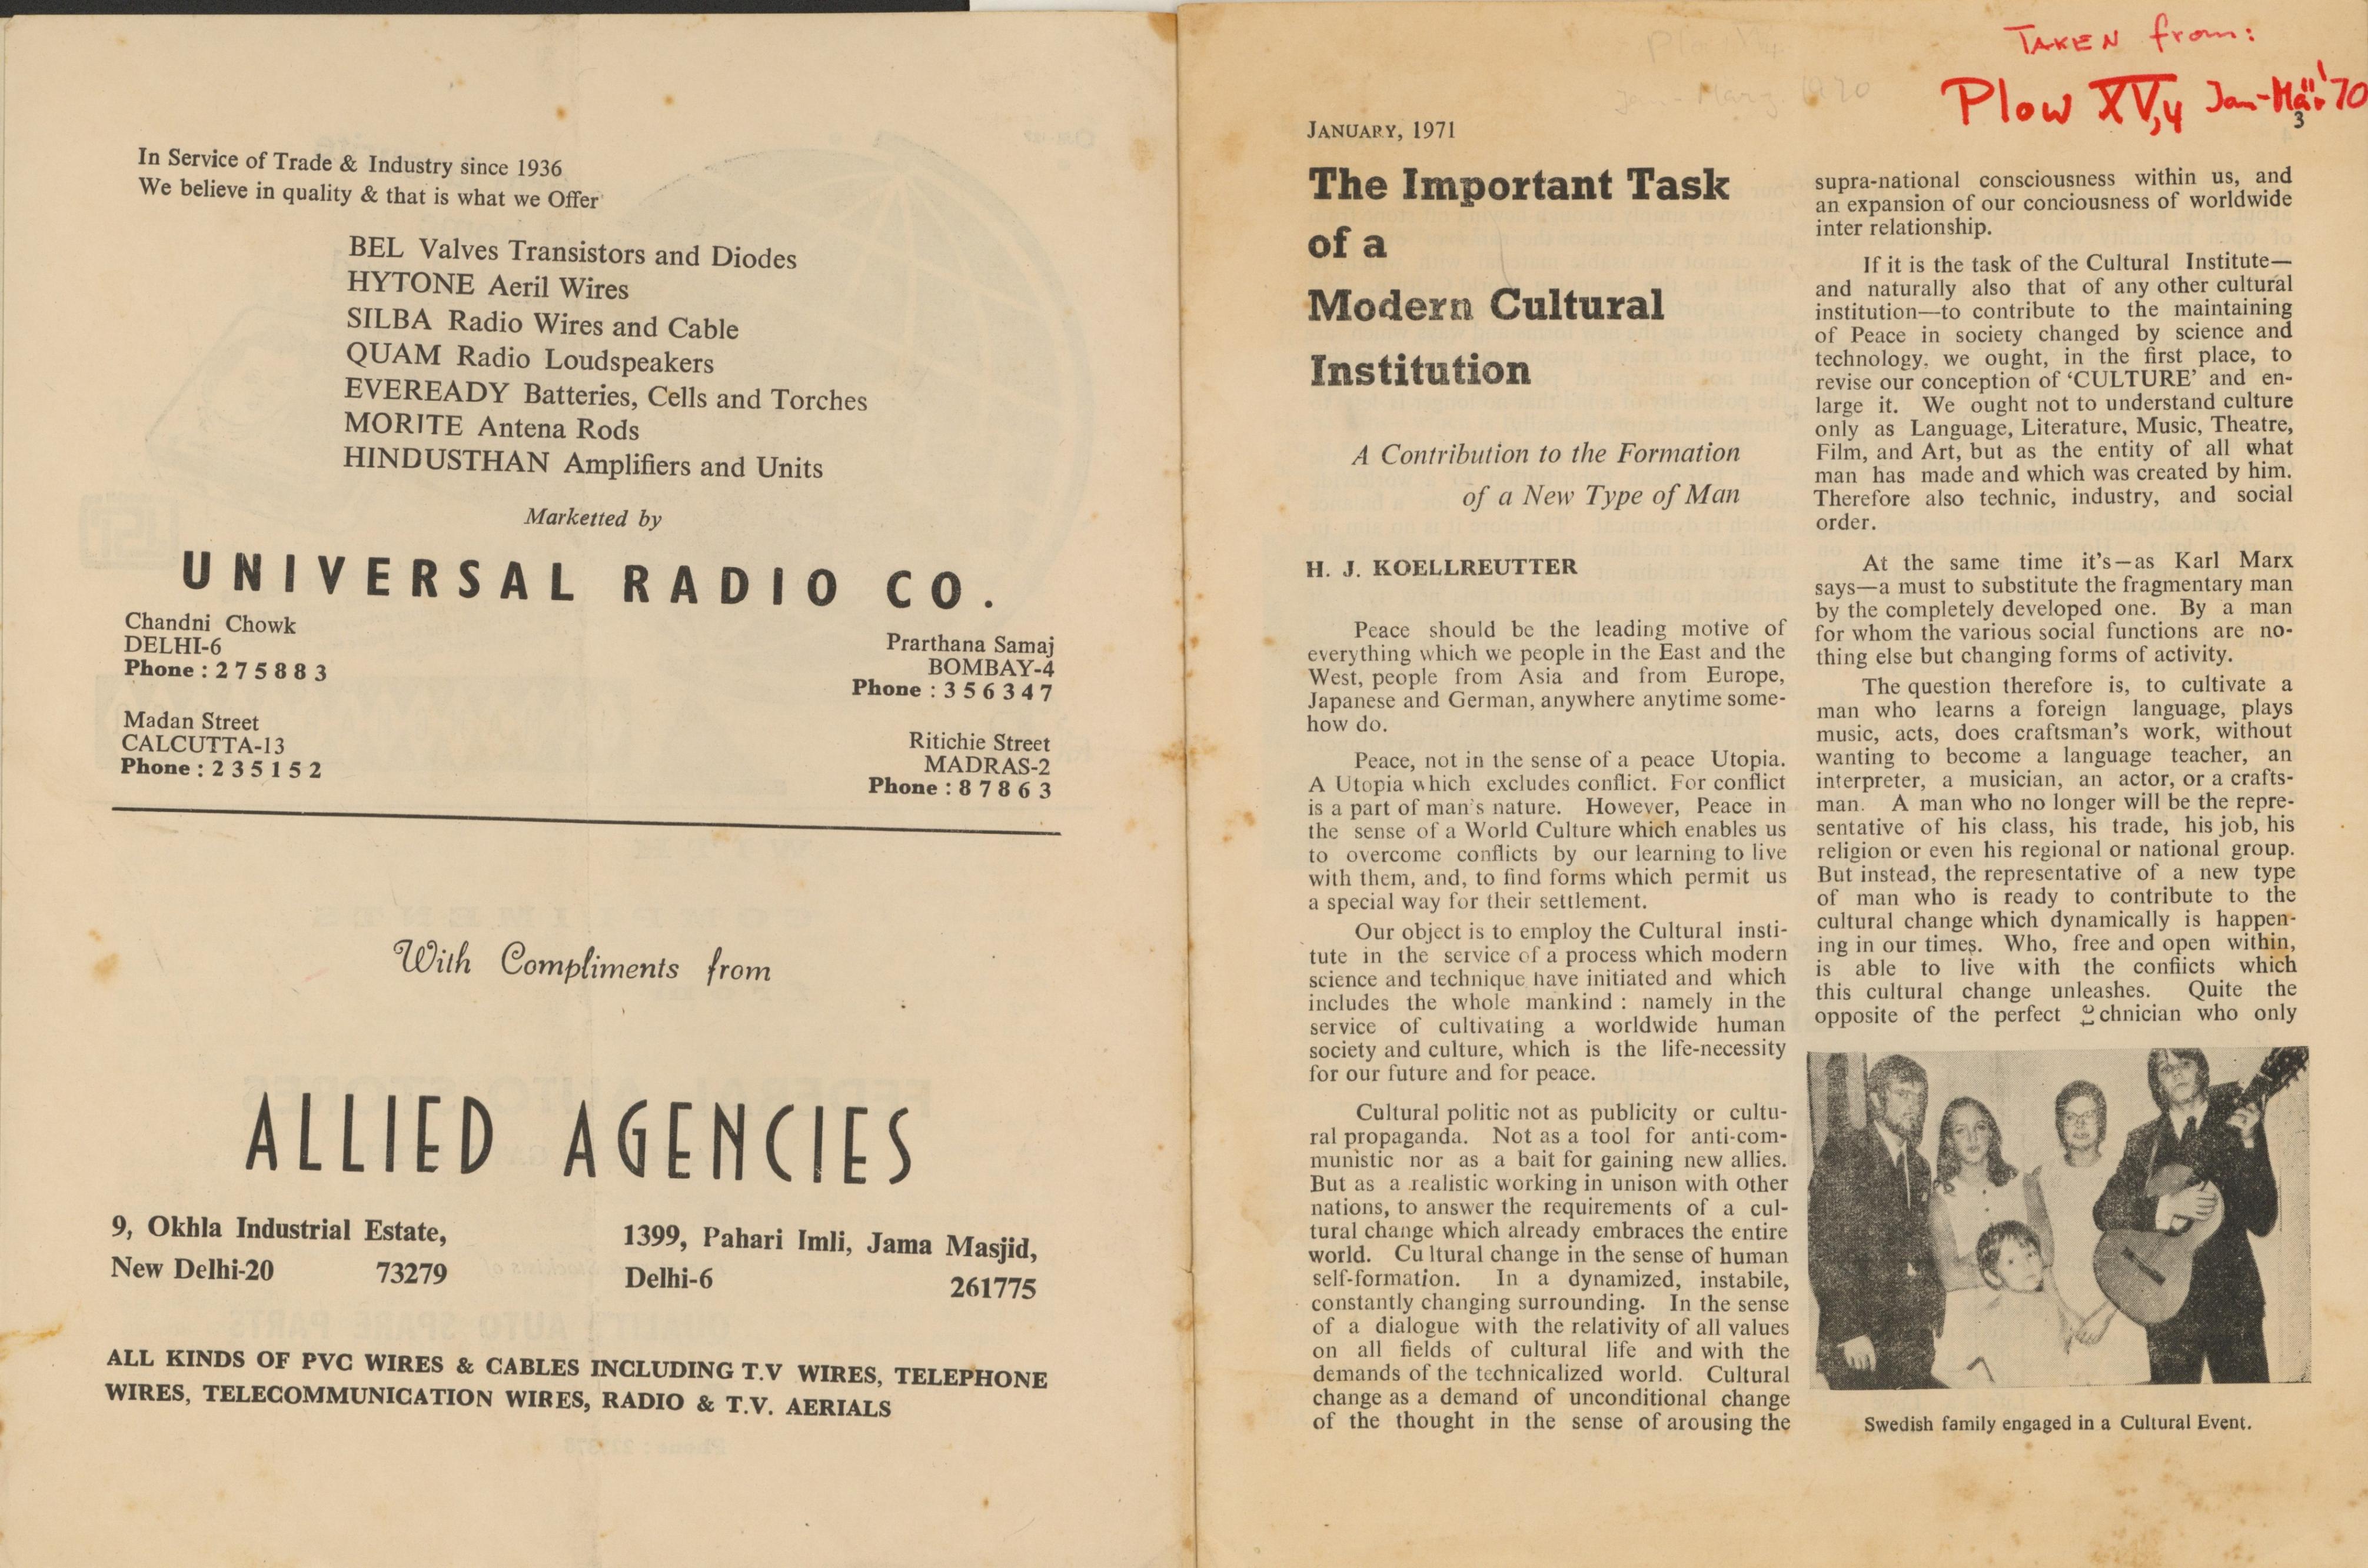 In Service of Trade & Industry since 1936
We believe in quality & that is what we Offer
BEL Valves Transistors and Diodes
HYTONE Aeril Wires
SILBA Radio Wires and Cable
QUAM Radio Loudspeakers
EVEREADY Batteries, Cells and Torches
MORITE Antena Rods
HINDUSTHAN Amplifiers and Units
Marketted by
UNIVERSAL RADIO CO.
Chandni Chowk
DELHI-6
Phone : 275883
Prarthana Samaj
BOMBAY-4
Phone : 356347
Madan Street
CALCUTTA-13
Phone : 235152
Ritichie Street
MADRAS-2
Phone : 87863
With Compliments from
ALLIED AGENCIES
9, Okhla Industrial Estate,
New Delhi-20 73279
1399, Pahari Imli, Jama Masjid,
Delhi-6 261775
ALL KINDS OF PVC WIRES & CABLES INCLUDING T.V WIRES, TELEPHONE
WIRES, TELECOMMUNICATION WIRES, RADIO & T.V. AERIALS
TAKEN from:
Plow XV,4 Jan-Mär '70
3
JANUARY, 1971
The Important Task
of a
Modern Cultural
Institution
A Contribution to the Formation
of a New Type of Man
H. J. KOELLREUTTER
Peace should be the leading motive of
everything which we people in the East and the
West, people from Asia and from Europe,
Japanese and German, anywhere anytime some-
how do.
Peace, not in the sense of a peace Utopia.
A Utopia which excludes conflict. For conflict
is a part of man's nature. However, Peace in
the sense of a World Culture which enables us
to overcome conflicts by our learning to live
with them, and, to find forms which permit us
a special way for their settlement.
Our object is to employ the Cultural insti-
tute in the service of a process which modern
science and technique have initiated and which
includes the whole mankind : namely in the
service of cultivating a worldwide human
society and culture, which is the life-necessity
for our future and for peace.
Cultural politic not as publicity or cultu-
ral propaganda. Not as a tool for anti-com-
munistic nor as a bait for gaining new allies.
But as a realistic working in unison with other
nations, to answer the requirements of a cul-
tural change which already embraces the entire
world. Cu ltural change in the sense of human
self-formation. In a dynamized, instabile,
constantly changing surrounding. In the sense
of a dialogue with the relativity of all values
on all fields of cultural life and with the
demands of the technicalized world. Cultural
change as a demand of unconditional change
of the thought in the sense of arousing the
supra-national consciousness within us, and
an expansion of our conciousness of worldwide
inter relationship.
If it is the task of the Cultural Institute—
and naturally also that of any other cultural
institution—to contribute to the maintaining
of Peace in society changed by science and
technology, we ought, in the first place, to
revise our conception of 'CULTURE' and en-
large it. We ought not to understand culture
only as Language, Literature, Music, Theatre,
Film, and Art, but as the entity of all what
man has made and which was created by him.
Therefore also technic, industry, and social
order.
At the same time it's—as Karl Marx
says—a must to substitute the fragmentary man
by the completely developed one. By a man
for whom the various social functions are no-
thing else but changing forms of activity.
The question therefore is, to cultivate a
man who learns a foreign language, plays
music, acts, does craftsman's work, without
wanting to become a language teacher, an
interpreter, a musician, an actor, or a crafts-
man. A man who no longer will be the repre-
sentative of his class, his trade, his job, his
religion or even his regional or national group.
But instead, the representative of a new type
of man who is ready to contribute to the
cultural change which dynamically is happen-
ing in our times. Who, free and open within,
is able to live with the conflicts which
this cultural change unleashes. Quite the
opposite of the perfect technician who only
Swedish family engaged in a Cultural Event.